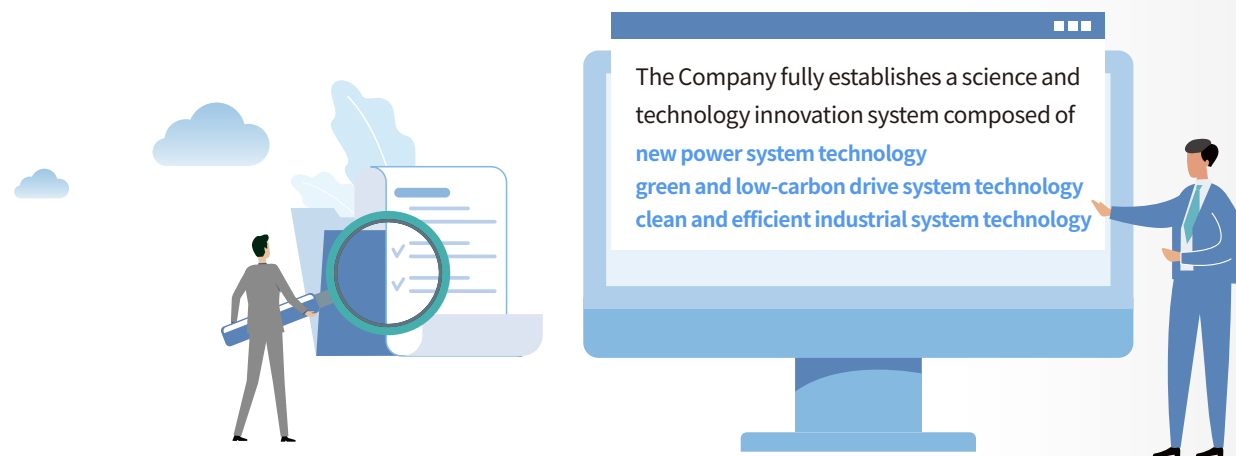 The Company fully establishes a science and
technology innovation system composed of
new power system technology
green and low-carbon drive system technology
clean and efficient industrial system technology